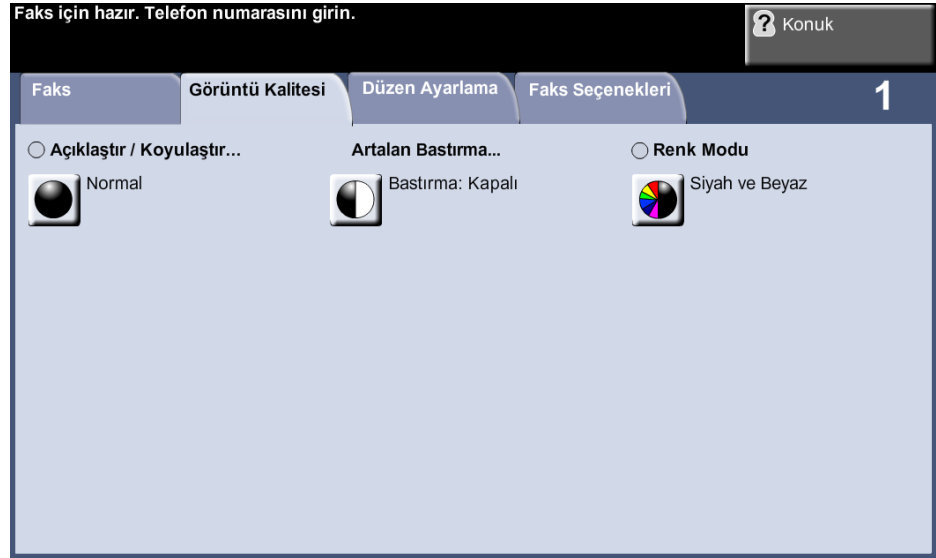 Faks için hazır. Telefon numarasını girin.
? Konuk
Faks
Görüntü Kalitesi
Düzen Ayarlama
Faks Seçenekleri
1
Açıklaştır / Koyulaştır...
Normal
Artalan Bastırma...
Bastırma: Kapalı
Renk Modu
Siyah ve Beyaz